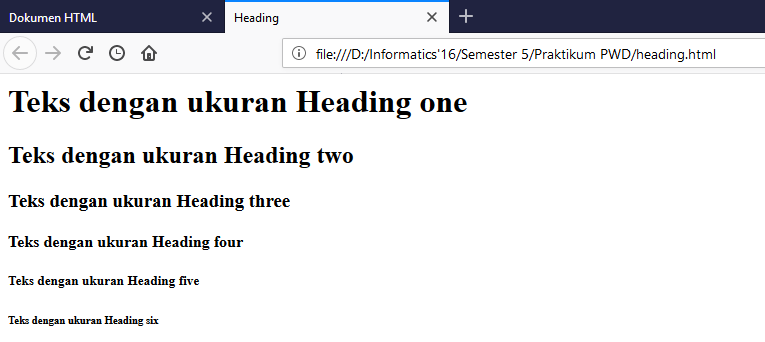 Dokumen HTML
Heading
file:///D:/Informatics'16/Semester 5/Praktikum PWD/heading.html
Teks dengan ukuran Heading one
Teks dengan ukuran Heading two
Teks dengan ukuran Heading three
Teks dengan ukuran Heading four
Teks dengan ukuran Heading five
Teks dengan ukuran Heading six